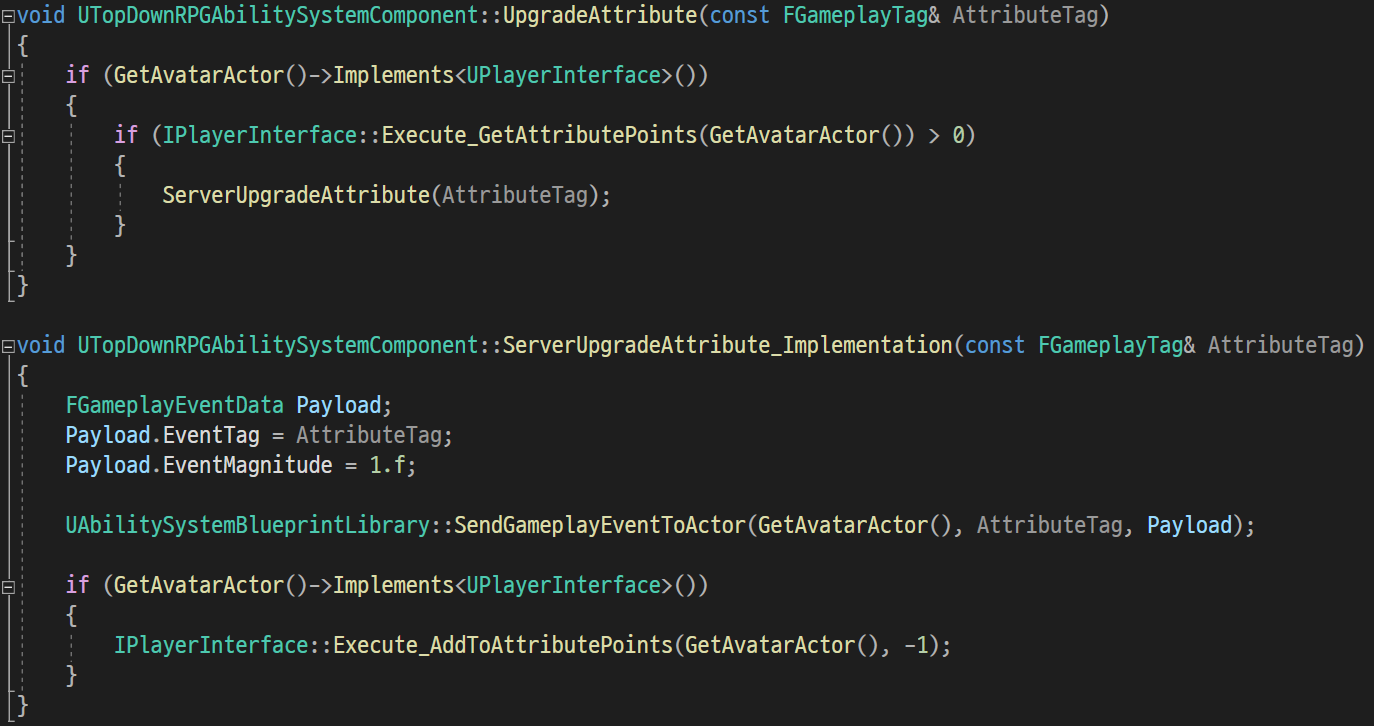 void UTopDownRPGAbilitySystemComponent::UpgradeAttribute(const FGameplayTag& AttributeTag)
{
    if (GetAvatarActor()->Implements<UPlayerInterface>())
    {
        if (IPlayerInterface::Execute_GetAttributePoints(GetAvatarActor()) > 0)
        {
            ServerUpgradeAttribute(AttributeTag);
        }
    }
}

void UTopDownRPGAbilitySystemComponent::ServerUpgradeAttribute_Implementation(const FGameplayTag& AttributeTag)
{
    FGameplayEventData Payload;
    Payload.EventTag = AttributeTag;
    Payload.EventMagnitude = 1.f;

    UAbilitySystemBlueprintLibrary::SendGameplayEventToActor(GetAvatarActor(), AttributeTag, Payload);

    if (GetAvatarActor()->Implements<UPlayerInterface>())
    {
        IPlayerInterface::Execute_AddToAttributePoints(GetAvatarActor(), -1);
    }
}